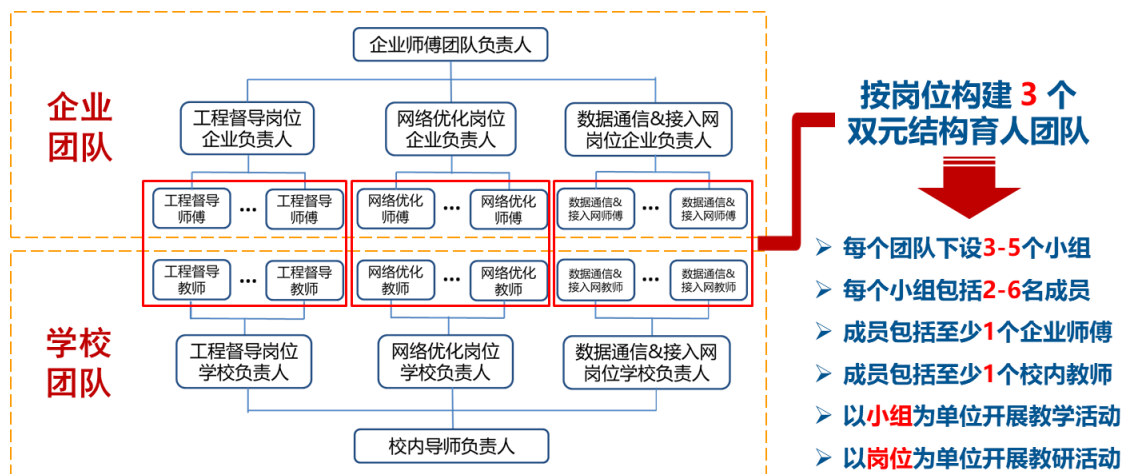 企业师傅团队负责人
企业
团队
工程督导岗位
企业负责人
网络优化岗位
企业负责人
数据通信&接入网
岗位企业负责人
工程督导
师傅
...
工程督导
师傅
网络优化
师傅
...
网络优化
师傅
数据通信&
接入网师傅
...
数据通信&
接入网师傅
工程督导
教师
...
工程督导
教师
网络优化
教师
...
网络优化
教师
数据通信&
接入网教师
...
数据通信&
接入网教师
学校
团队
工程督导岗位
学校负责人
网络优化岗位
学校负责人
数据通信&接入网
岗位学校负责人
校内导师负责人
按岗位构建 3 个
双元结构育人团队
➢ 每个团队下设3-5个小组
➢ 每个小组包括2-6名成员
➢ 成员包括至少1个企业师傅
➢ 成员包括至少1个校内教师
➢ 以小组为单位开展教学活动
➢ 以岗位为单位开展教研活动